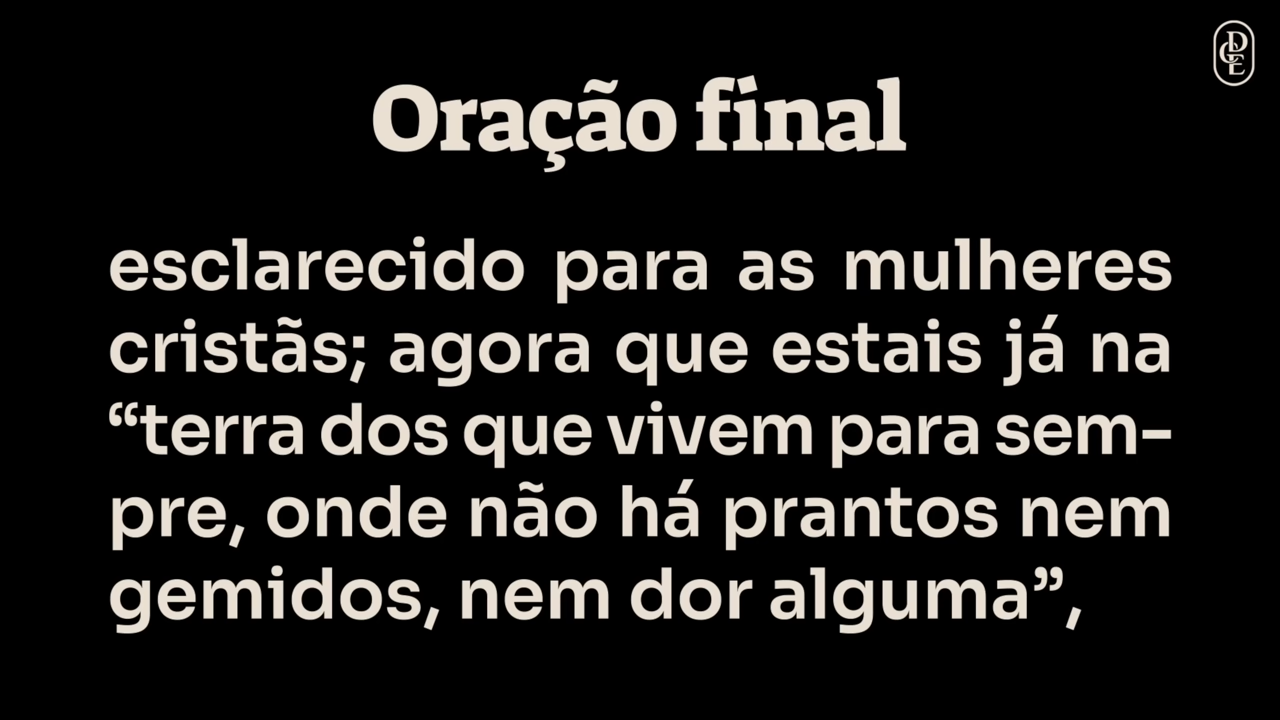 Oração final
esclarecido para as mulheres
cristãs; agora que estais já na
“terra dos que vivem para sem-
pre, onde não há prantos nem
gemidos, nem dor alguma”,